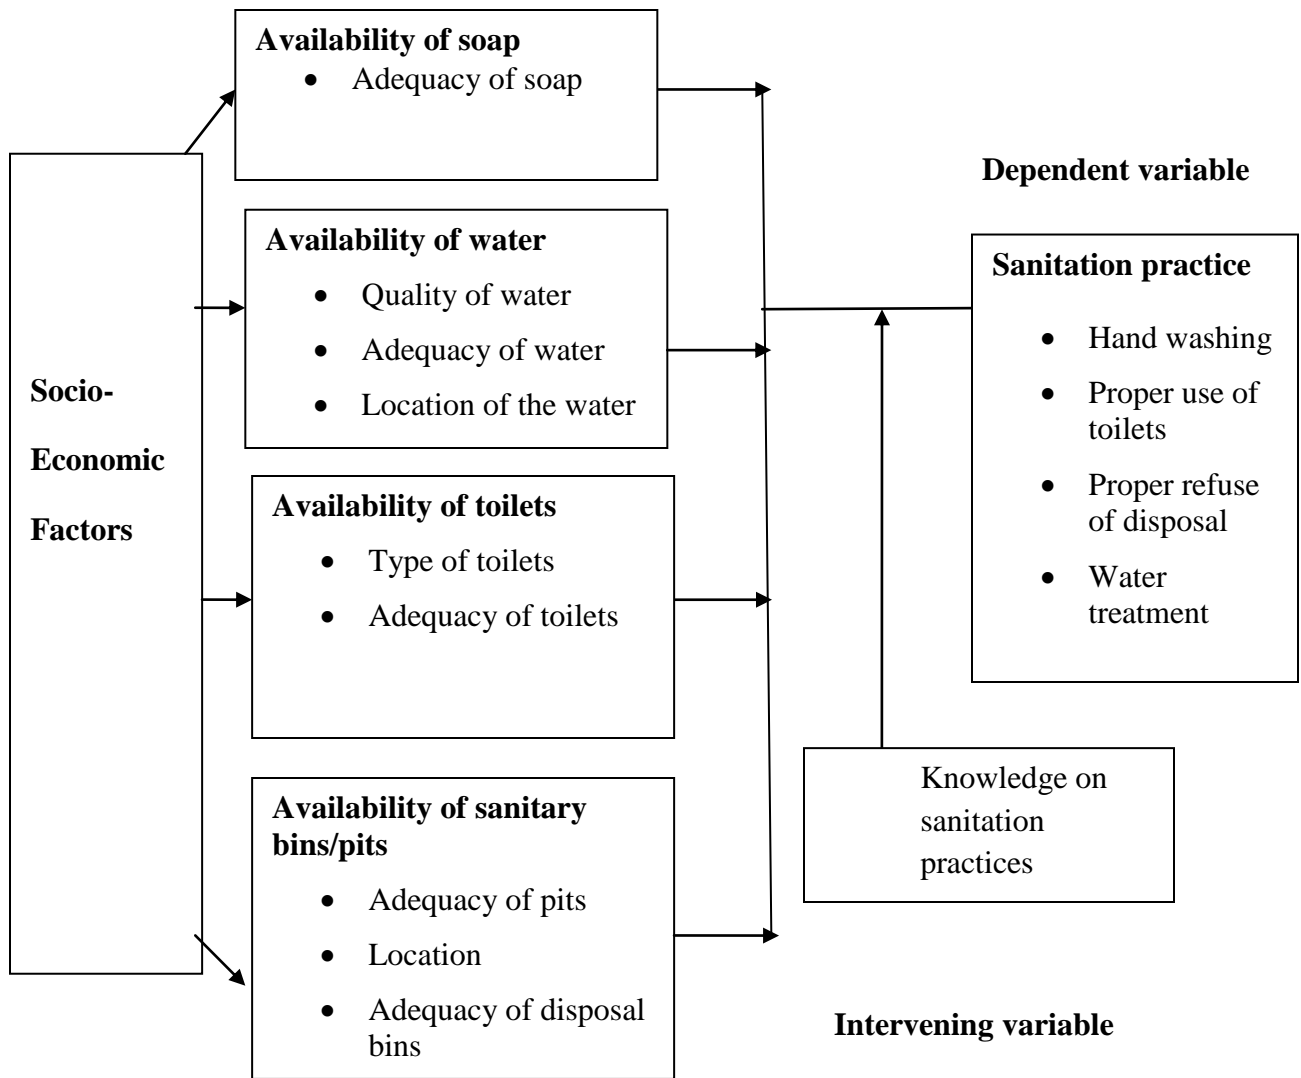 Availability of soap
• Adequacy of soap
Dependent variable
Availability of water
• Quality of water
• Adequacy of water
• Location of the water
Sanitation practice
• Hand washing
• Proper use of
toilets
• Proper refuse
of disposal
• Water
treatment
Socio-
Economic
Factors
Availability of toilets
• Type of toilets
• Adequacy of toilets
Knowledge on
sanitation
practices
Availability of sanitary
bins/pits
• Adequacy of pits
• Location
• Adequacy of disposal
bins
Intervening variable